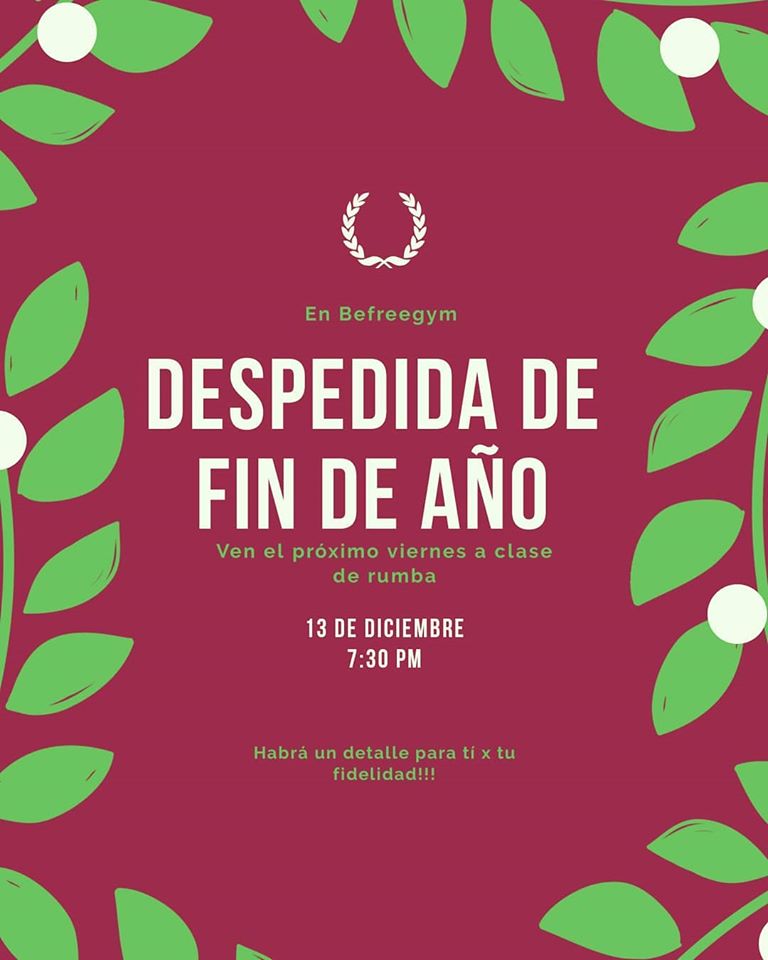 En Befreegym
DESPEDIDA DE
FIN DE AÑO
Ven el próximo viernes a clase
de rumba
13 DE DICIEMBRE
7:30 PM
Habrá un detalle para tí x tu
fidelidad!!!